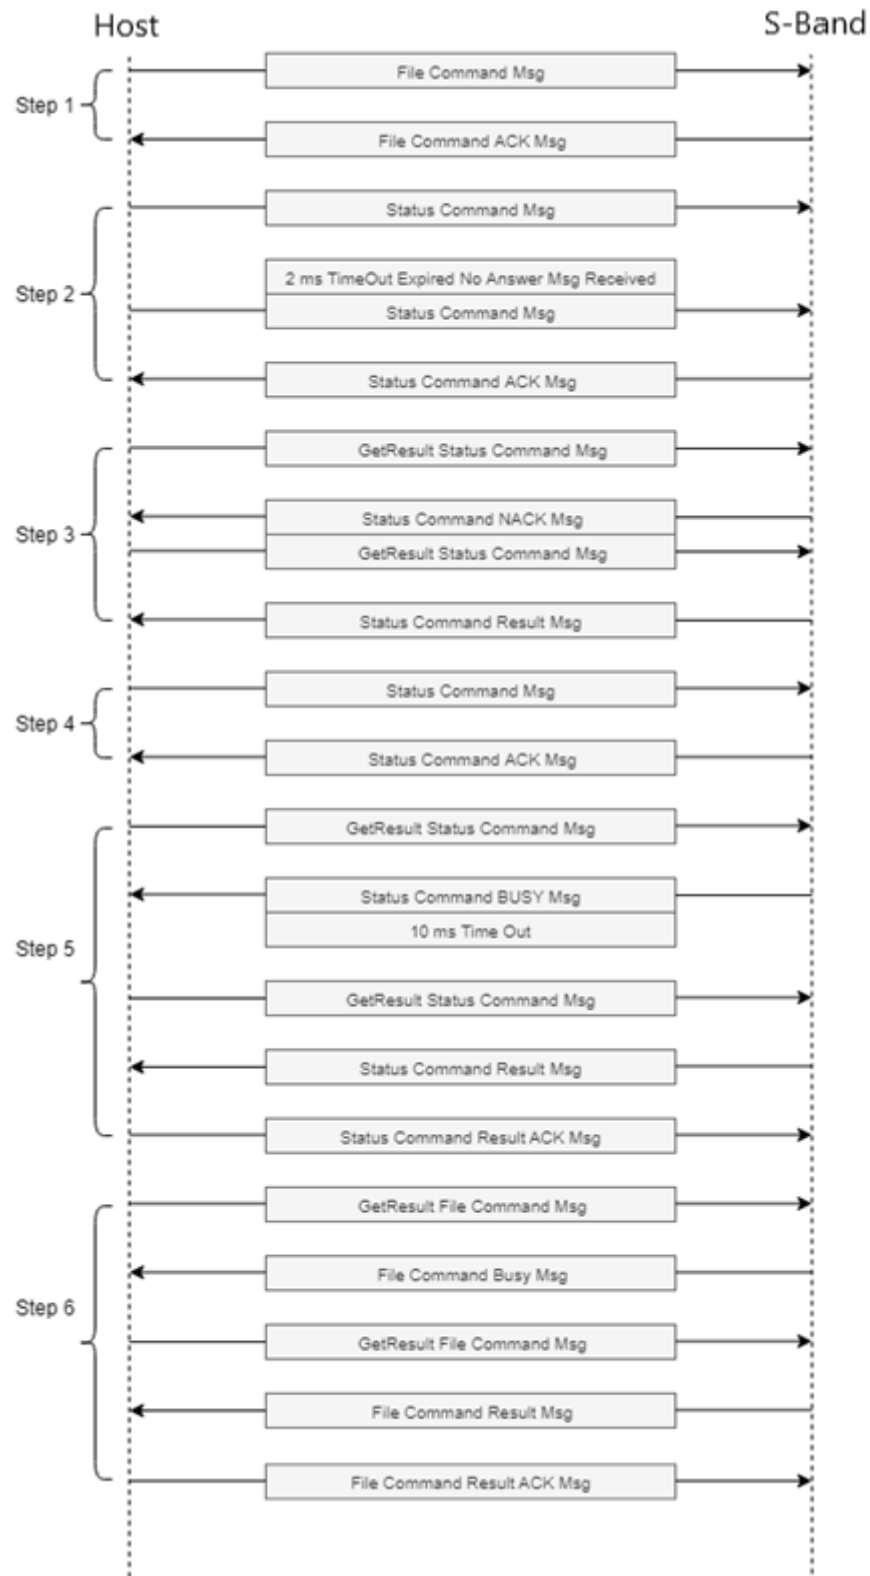 Host
S-Band
Step 1
File Command Msg
File Command ACK Msg
Step 2
Status Command Msg
2 ms TimeOut Expired No Answer Msg Received
Status Command Msg
Status Command ACK Msg
Step 3
GetResult Status Command Msg
Status Command NACK Msg
GetResult Status Command Msg
Status Command Result Msg
Step 4
Status Command Msg
Status Command ACK Msg
Step 5
GetResult Status Command Msg
Status Command BUSY Msg
10 ms Time Out
GetResult Status Command Msg
Status Command Result Msg
Status Command Result ACK Msg
Step 6
GetResult File Command Msg
File Command Busy Msg
GetResult File Command Msg
File Command Result Msg
File Command Result ACK Msg